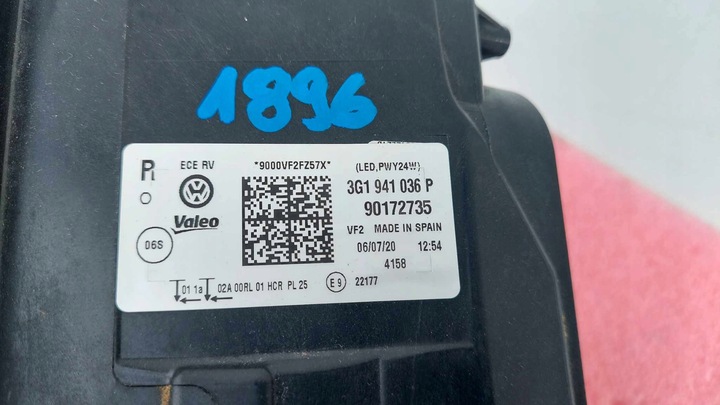 1896
R ECE RV *9000VF2FZ57X* (LED,PWY24W)
3G1 941 036 P
Valeo 90172735
VF2 MADE IN SPAIN
06S 06/07/20 12:54
4158
01 1a 02A 00RL 01 HCR PL 25 E9 22177